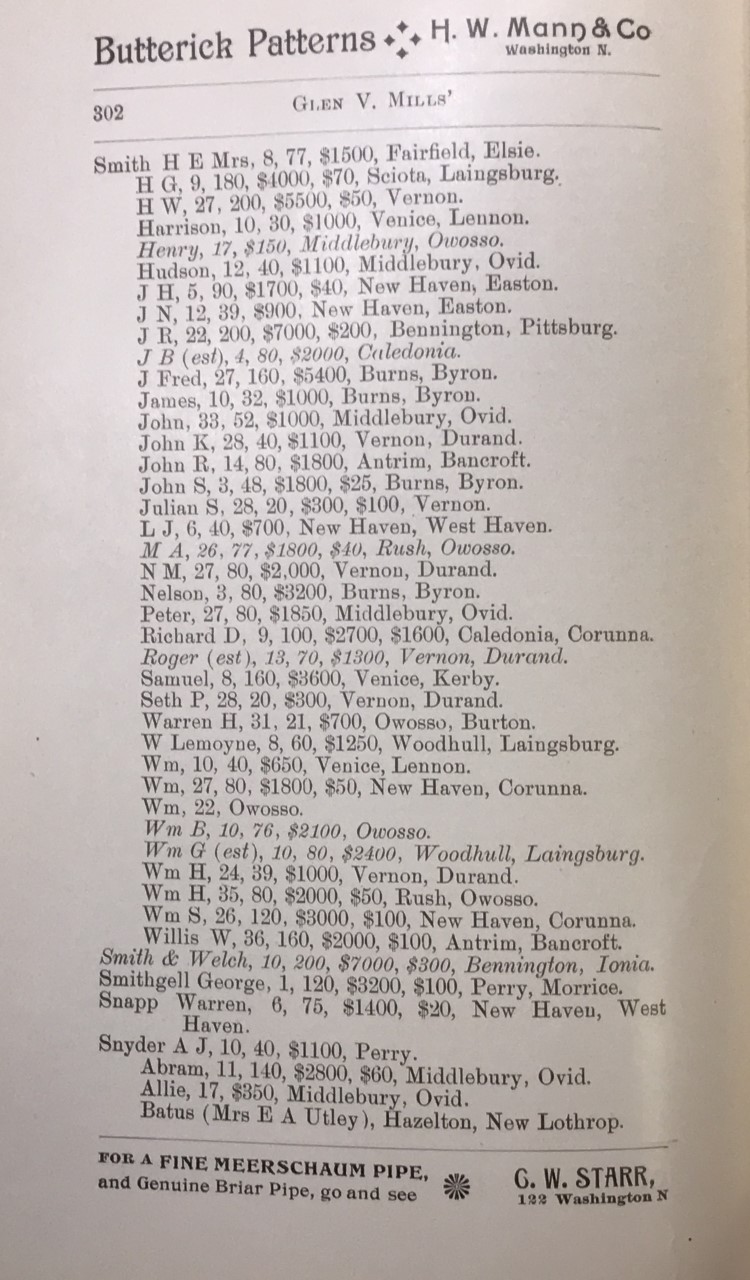 Butterick Patterns H. W. Mann & Co
Washington N.
302 GLEN V. MILLS'
Smith H E Mrs, 8, 77, $1500, Fairfield, Elsie.
H G, 9, 180, $4000, $70, Sciota, Laingsburg.
H W, 27, 200, $5500, $50, Vernon.
Harrison, 10, 30, $1000, Venice, Lennon.
Henry, 17, $150, Middlebury, Owosso.
Hudson, 12, 40, $1100, Middlebury, Ovid.
J H, 5, 90, $1700, $40, New Haven, Easton.
J N, 12, 39, $900, New Haven, Easton.
J R, 22, 200, $7000, $200, Bennington, Pittsburg.
J B (est), 4, 80, $2000, Caledonia.
J Fred, 27, 160, $5400, Burns, Byron.
James, 10, 32, $1000, Burns, Byron.
John, 33, 52, $1000, Middlebury, Ovid.
John K, 28, 40, $1100, Vernon, Durand.
John R, 14, 80, $1800, Antrim, Bancroft.
John S, 3, 48, $1800, $25, Burns, Byron.
Julian S, 28, 20, $300, $100, Vernon.
L J, 6, 40, $700, New Haven, West Haven.
M A, 26, 77, $1800, $40, Rush, Owosso.
N M, 27, 80, $2,000, Vernon, Durand.
Nelson, 3, 80, $3200, Burns, Byron.
Peter, 27, 80, $1850, Middlebury, Ovid.
Richard D, 9, 100, $2700, $1600, Caledonia, Corunna.
Roger (est), 13, 70, $1300, Vernon, Durand.
Samuel, 8, 160, $3600, Venice, Kerby.
Seth P, 28, 20, $300, Vernon, Durand.
Warren H, 31, 21, $700, Owosso, Burton.
W Lemoyne, 8, 60, $1250, Woodhull, Laingsburg.
Wm, 10, 40, $650, Venice, Lennon.
Wm, 27, 80, $1800, $50, New Haven, Corunna.
Wm, 22, Owosso.
Wm B, 10, 76, $2100, Owosso.
Wm G (est), 10, 80, $2400, Woodhull, Laingsburg.
Wm H, 24, 39, $1000, Vernon, Durand.
Wm H, 35, 80, $2000, $50, Rush, Owosso.
Wm S, 26, 120, $3000, $100, New Haven, Corunna.
Willis W, 36, 160, $2000, $100, Antrim, Bancroft.
Smith & Welch, 10, 200, $7000, $300, Bennington, Ionia.
Smithgell George, 1, 120, $3200, $100, Perry, Morrice.
Snapp Warren, 6, 75, $1400, $20, New Haven, West
Haven.
Snyder A J, 10, 40, $1100, Perry.
Abram, 11, 140, $2800, $60, Middlebury, Ovid.
Allie, 17, $350, Middlebury, Ovid.
Batus (Mrs E A Utley), Hazelton, New Lothrop.
FOR A FINE MEERSCHAUM PIPE,
and Genuine Briar Pipe, go and see
G. W. STARR,
122 Washington N